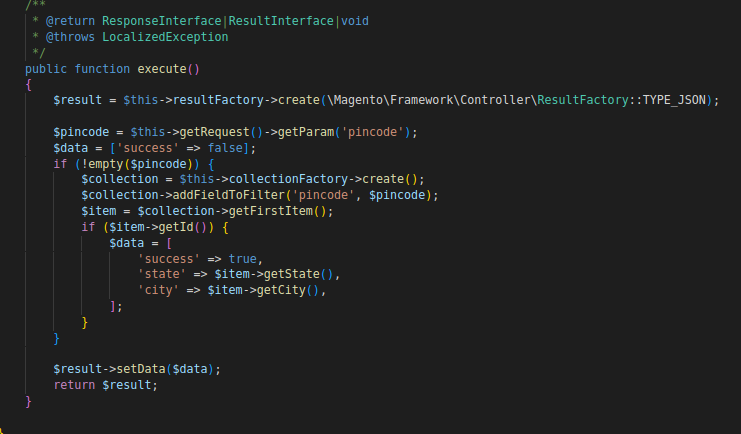 /**
 * @return ResponseInterface|ResultInterface|void
 * @throws LocalizedException
 */
public function execute()
{
    $result = $this->resultFactory->create(\Magento\Framework\Controller\ResultFactory::TYPE_JSON);

    $pincode = $this->getRequest()->getParam('pincode');
    $data = ['success' => false];
    if (!empty($pincode)) {
        $collection = $this->collectionFactory->create();
        $collection->addFieldToFilter('pincode', $pincode);
        $item = $collection->getFirstItem();
        if ($item->getId()) {
            $data = [
                'success' => true,
                'state' => $item->getState(),
                'city' => $item->getCity(),
            ];
        }
    }

    $result->setData($data);
    return $result;
}
}